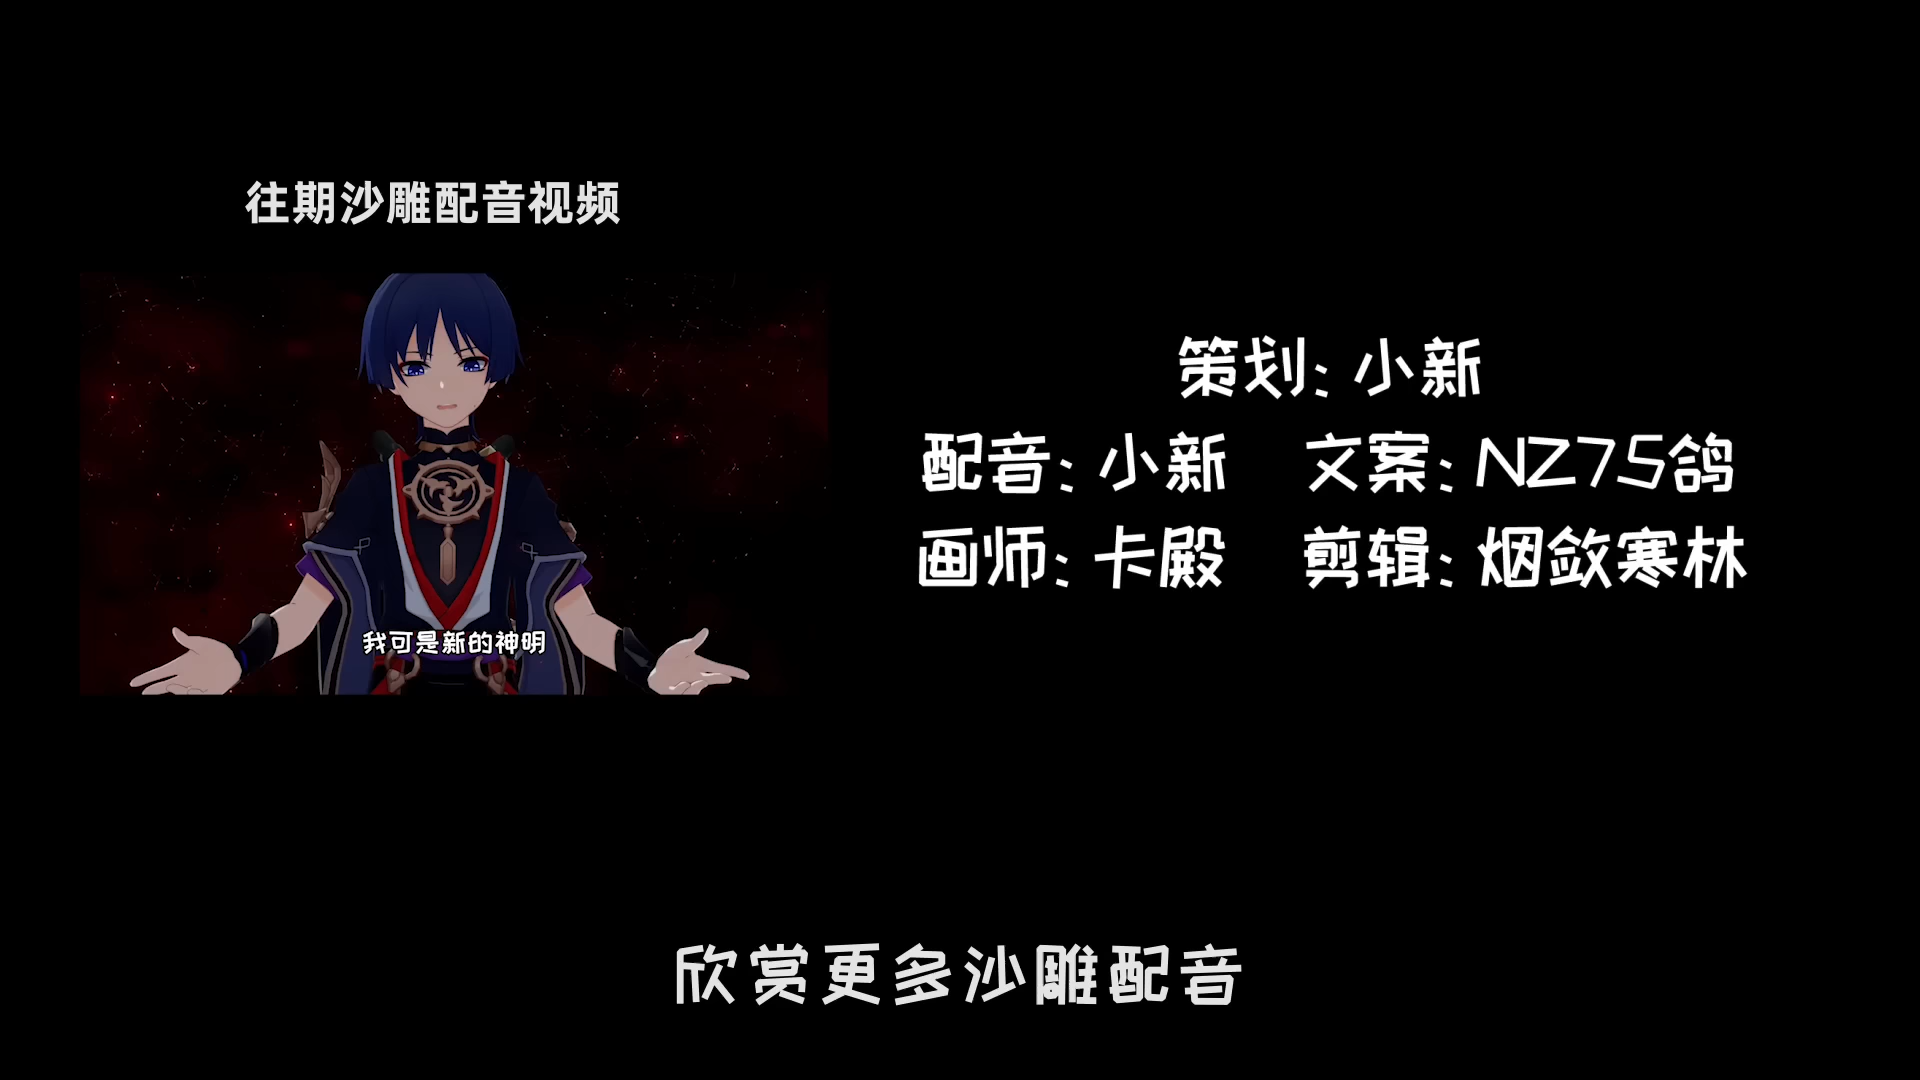 往期沙雕配音视频
我可是新的神明
策划: 小新
配音: 小新 文案: NZ75鸽
画师: 卡殿 剪辑: 烟敛寒林
欣赏更多沙雕配音